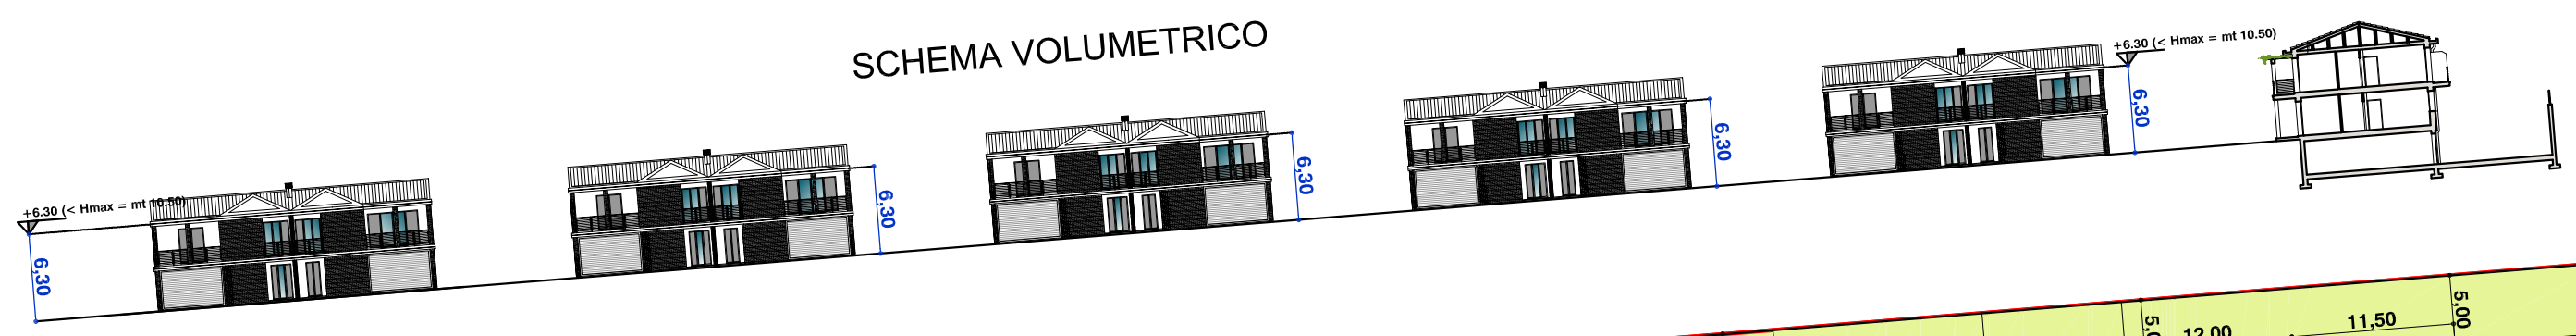 SCHEMA VOLUMETRICO
+6.30 (< Hmax = mt 10.50)
+6.30 (< Hmax = mt 10.50)
6,30
6,30
6,30
6,30
6,30
12,00
11,50
5,00